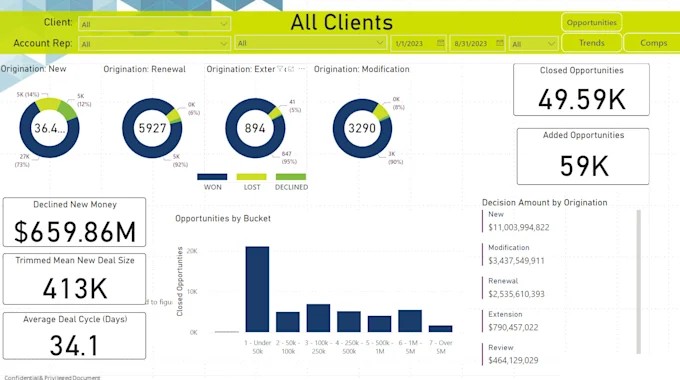 Client:
All
All Clients
Opportunities
Account Rep:
All
All
1/1/2023
8/31/2023
All
Trends
Comps
Origination: New
Origination: Renewal
Origination: Exter
Origination: Modification
5K (14%)
5K
(12%)
36.4...
27K
(73%)
0K
(6%)
5927
5K
(92%)
41
(5%)
894
847
(95%)
0K
(8%)
3290
3K
(90%)
WON
LOST
DECLINED
Closed Opportunities
49.59K
Added Opportunities
59K
Declined New Money
$659.86M
Trimmed Mean New Deal Size
413K
d to figu
Average Deal Cycle (Days)
34.1
Opportunities by Bucket
Closed Opportunities
20K
10K
0K
1 - Under
50k
2 - 50k -
100k
3 - 100k -
250k
4 - 250k -
500k
5 - 500k -
1M
6 - 1M -
5M
7 - Over
5M
Decision Amount by Origination
New
$11,003,994,822
Modification
$3,437,549,911
Renewal
$2,535,610,393
Extension
$790,457,022
Review
$464,129,029
Confidential & Privileged Document